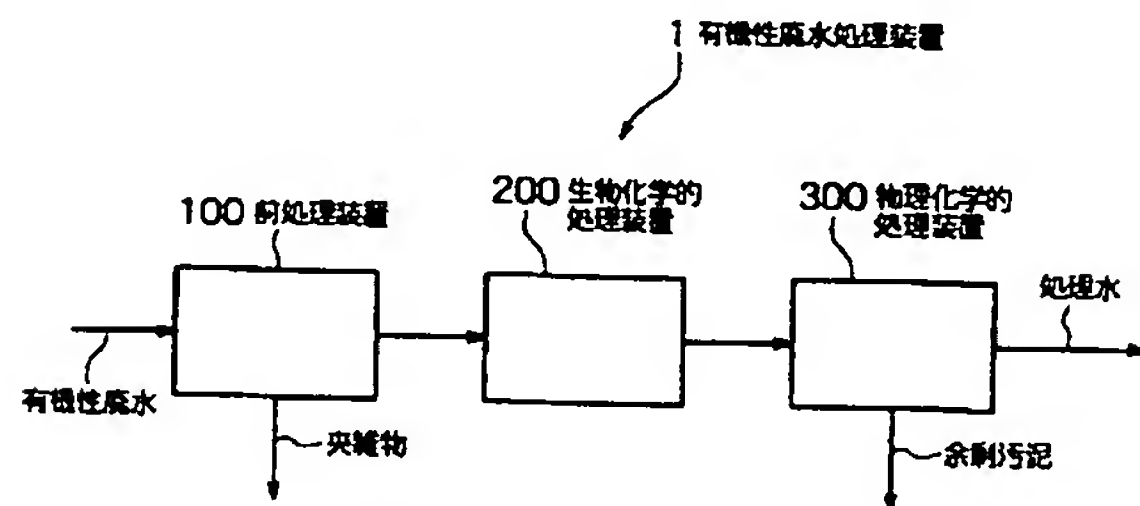 1 有機性廃水処理装置
200 生物化学的
処理装置
300 物理化学的
処理装置
100 前処理装置
処理水
有機性廃水
夾雑物
余剰汚泥